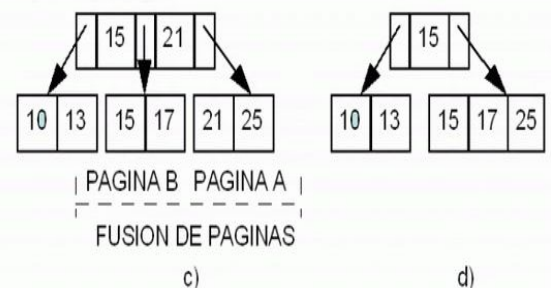 15 21 15
10 13 15 17 21 25 10 13 15 17 25
PAGINA B PAGINA A
FUSION DE PAGINAS
c) d)